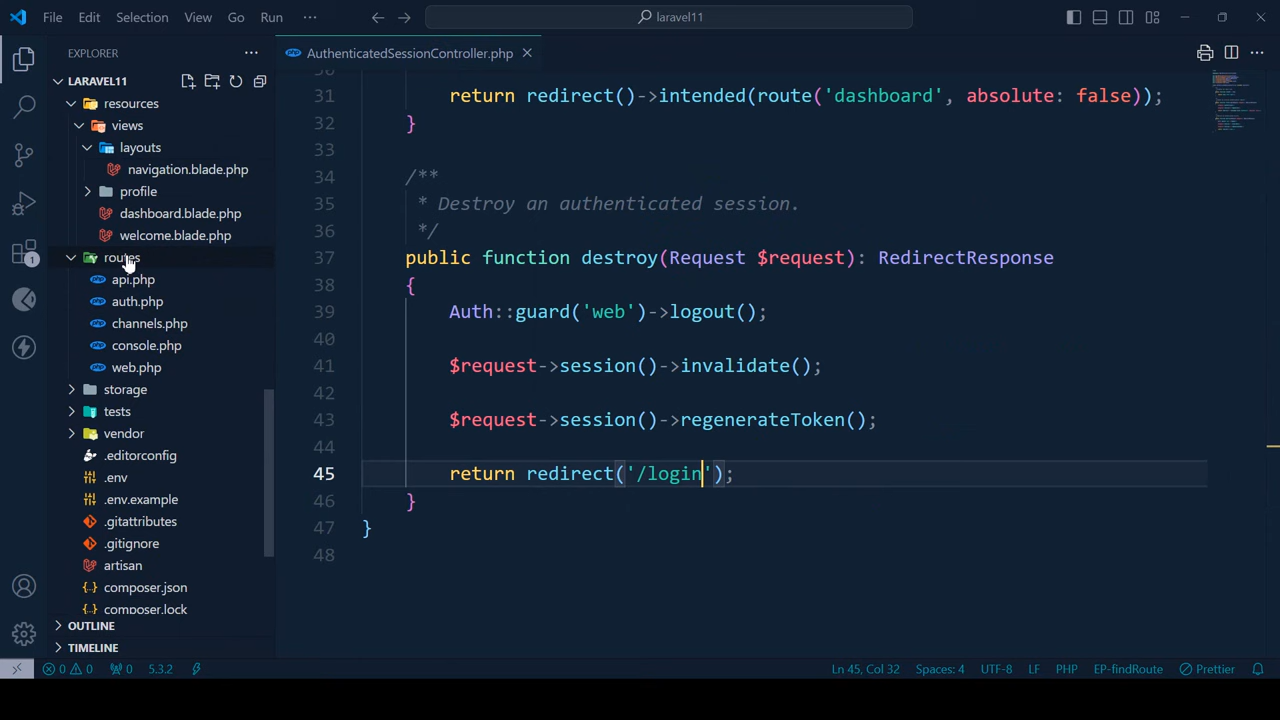 File Edit Selection View Go Run ··· laravel11
EXPLORER ···
AuthenticatedSessionController.php
LARAVEL11
resources
views
layouts
navigation.blade.php
profile
dashboard.blade.php
welcome.blade.php
routes
api.php
auth.php
channels.php
console.php
web.php
storage
tests
vendor
.editorconfig
.env
.env.example
.gitattributes
.gitignore
artisan
composer.json
composer.lock
OUTLINE
TIMELINE
1
31 return redirect()->intended(route('dashboard', absolute: false));
32 }
33
34 /**
35 * Destroy an authenticated session.
36 */
37 public function destroy(Request $request): RedirectResponse
38 {
39 Auth::guard('web')->logout();
40
41 $request->session()->invalidate();
42
43 $request->session()->regenerateToken();
44
45 return redirect('/login');
46 }
47 }
48
0 0 0 5.3.2 Ln 45, Col 32 Spaces: 4 UTF-8 LF PHP EP-findRoute Prettier